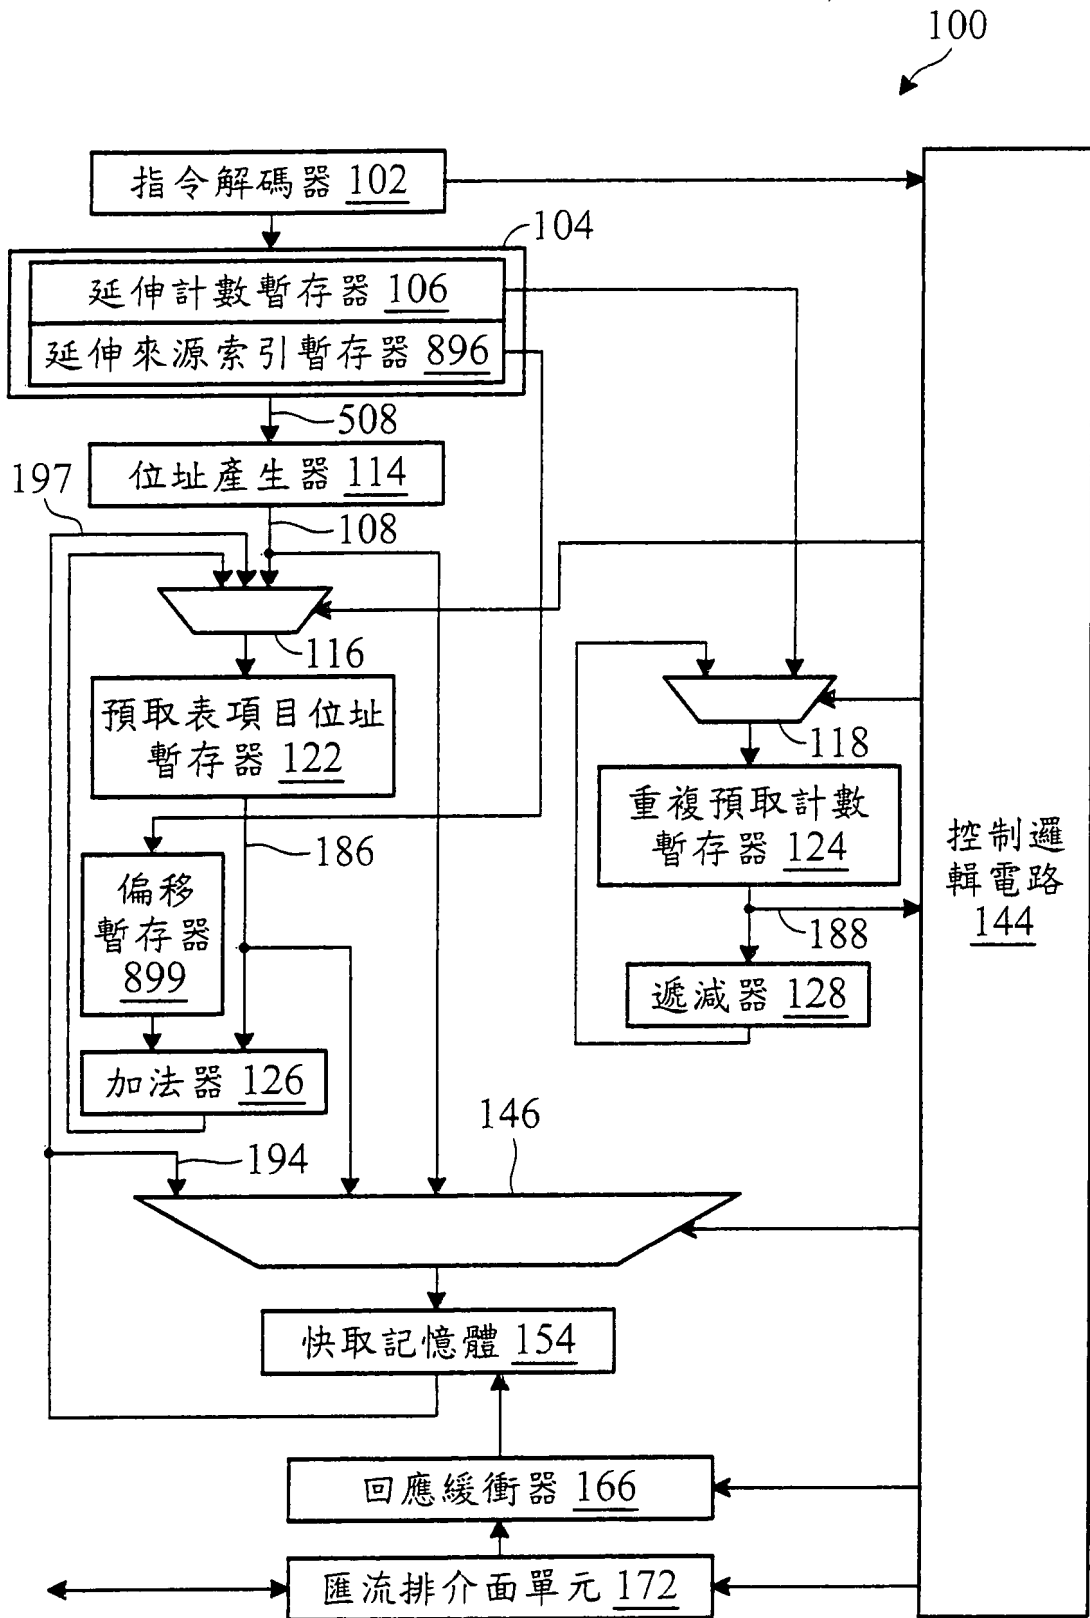 100
指令解碼器 102
104
延伸計數暫存器 106
延伸來源索引暫存器 896
508
位址產生器 114
197
108
116
預取表項目位址
暫存器 122
118
重複預取計數
暫存器 124
186
偏移
暫存器
899
控制邏
輯電路
144
188
遞減器 128
加法器 126
146
194
快取記憶體 154
回應緩衝器 166
匯流排介面單元 172